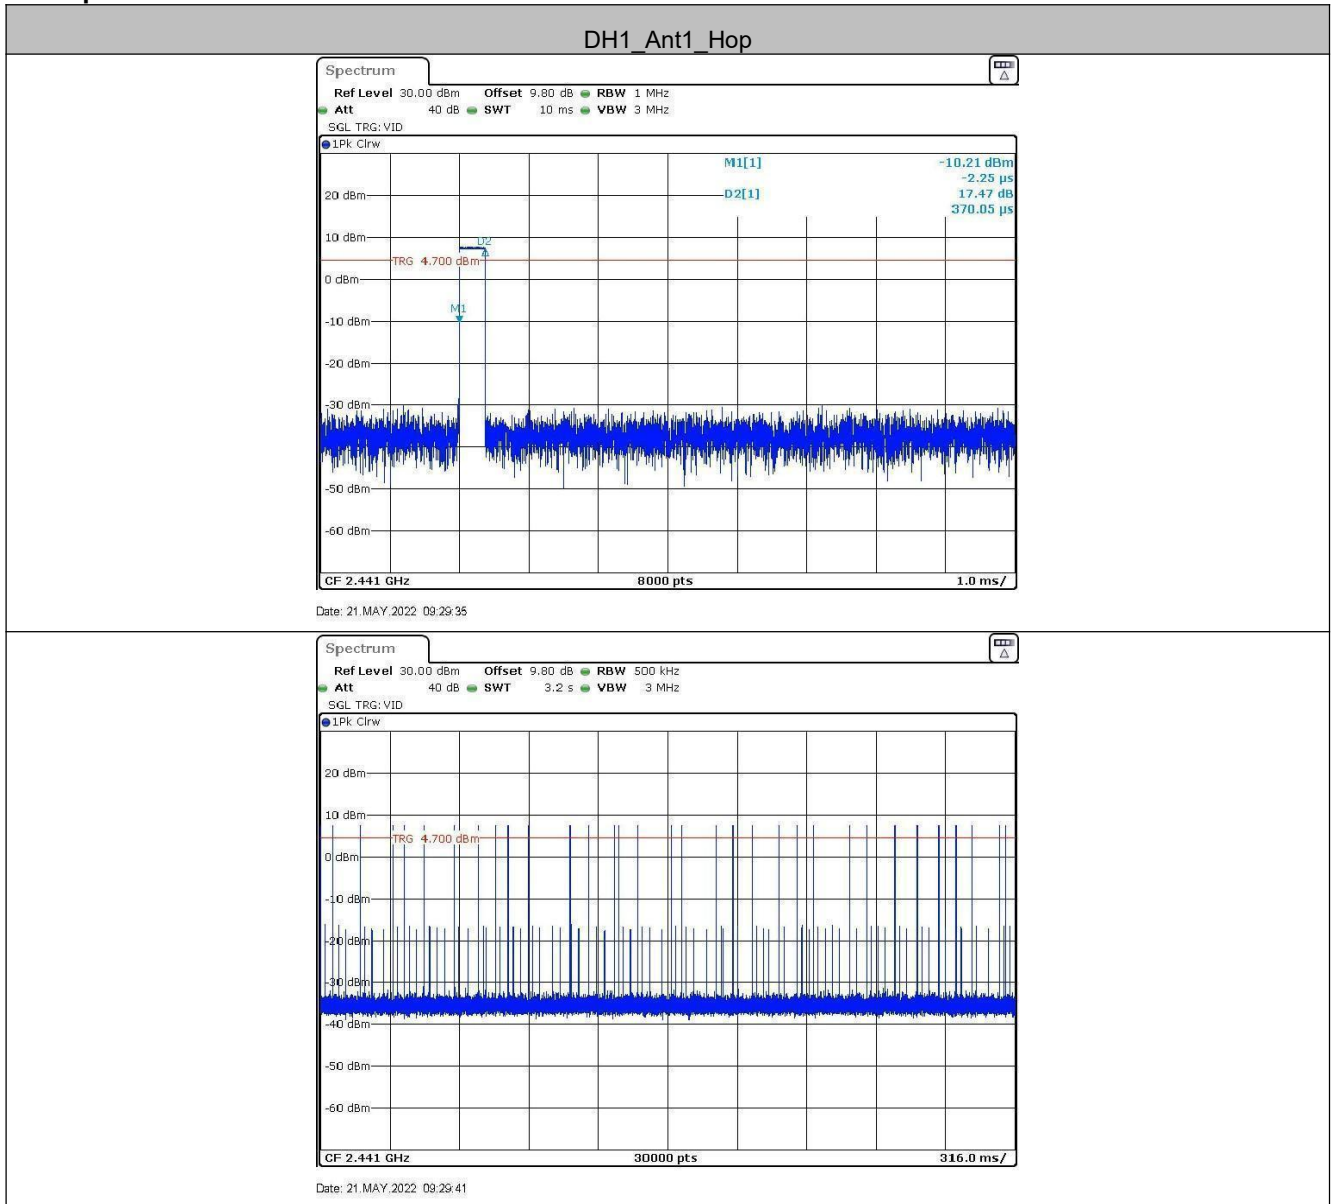 DH1_Ant1_Hop
Spectrum
Ref Level 30.00 dBm Offset 9.80 dB RBW 1 MHz
Att 40 dB SWT 10 ms VBW 3 MHz
SGL TRG: VID
1Pk Clrw
M1[1] -10.21 dBm
-2.25 µs
20 dBm D2[1] 17.47 dB
370.05 µs
10 dBm
D2
TRG 4.700 dBm
0 dBm
M1
-10 dBm
-20 dBm
-30 dBm
-50 dBm
-60 dBm
CF 2.441 GHz 8000 pts 1.0 ms/
Date: 21.MAY.2022 09:29:35
Spectrum
Ref Level 30.00 dBm Offset 9.80 dB RBW 500 kHz
Att 40 dB SWT 3.2 s VBW 3 MHz
SGL TRG: VID
1Pk Clrw
20 dBm
10 dBm
TRG 4.700 dBm
0 dBm
-10 dBm
-20 dBm
-30 dBm
-40 dBm
-50 dBm
-60 dBm
CF 2.441 GHz 30000 pts 316.0 ms/
Date: 21.MAY.2022 09:29:41